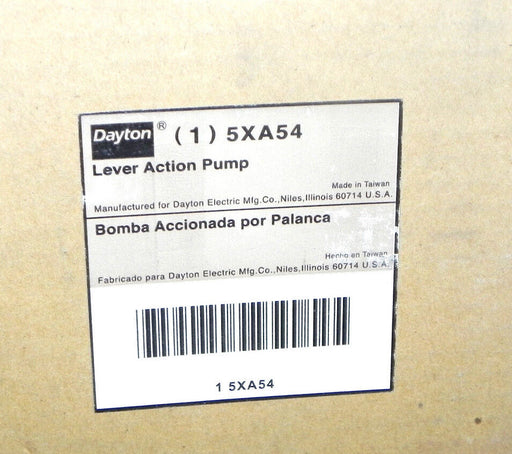 Dayton® (1) 5XA54
Lever Action Pump
Made in Taiwan
Manufactured for Dayton Electric Mfg.Co.,Niles,Illinois 60714 U.S.A.
Bomba Accionada por Palanca
Hecho en Taiwan
Fabricado para Dayton Electric Mfg.Co.,Niles,Illinois 60714 U.S.A.
1 5XA54